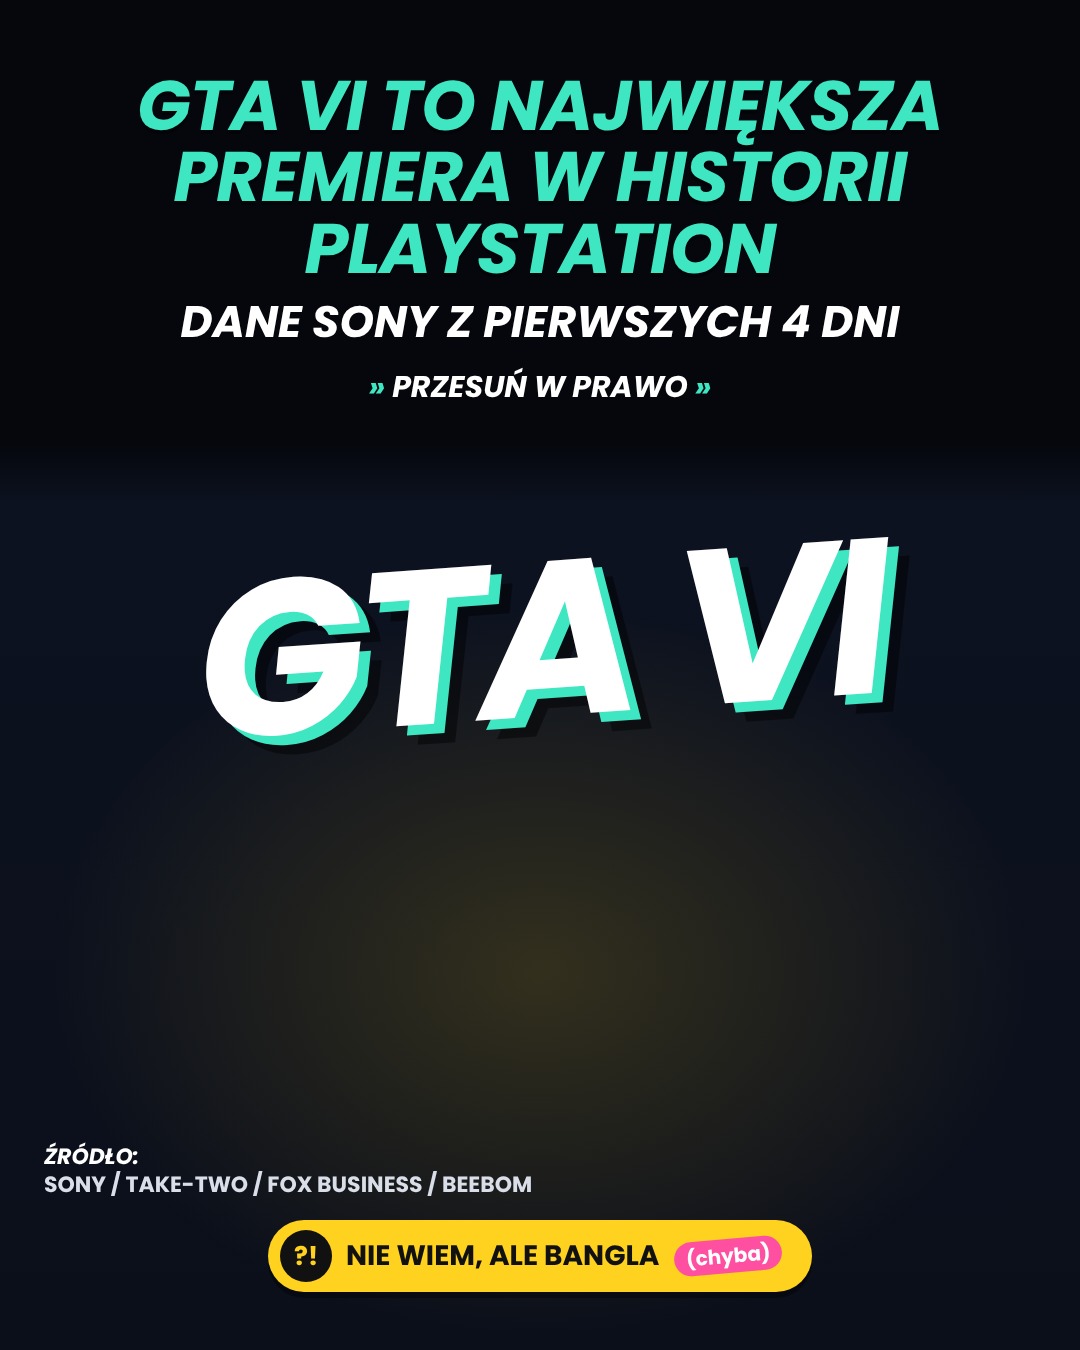 GTA VI TO NAJWIĘKSZA
PREMIERA W HISTORII
PLAYSTATION
DANE SONY Z PIERWSZYCH 4 DNI
» PRZESUŃ W PRAWO »
GTA VI
ŹRÓDŁO:
SONY / TAKE-TWO / FOX BUSINESS / BEEBOM
?! NIE WIEM, ALE BANGLA (chyba)